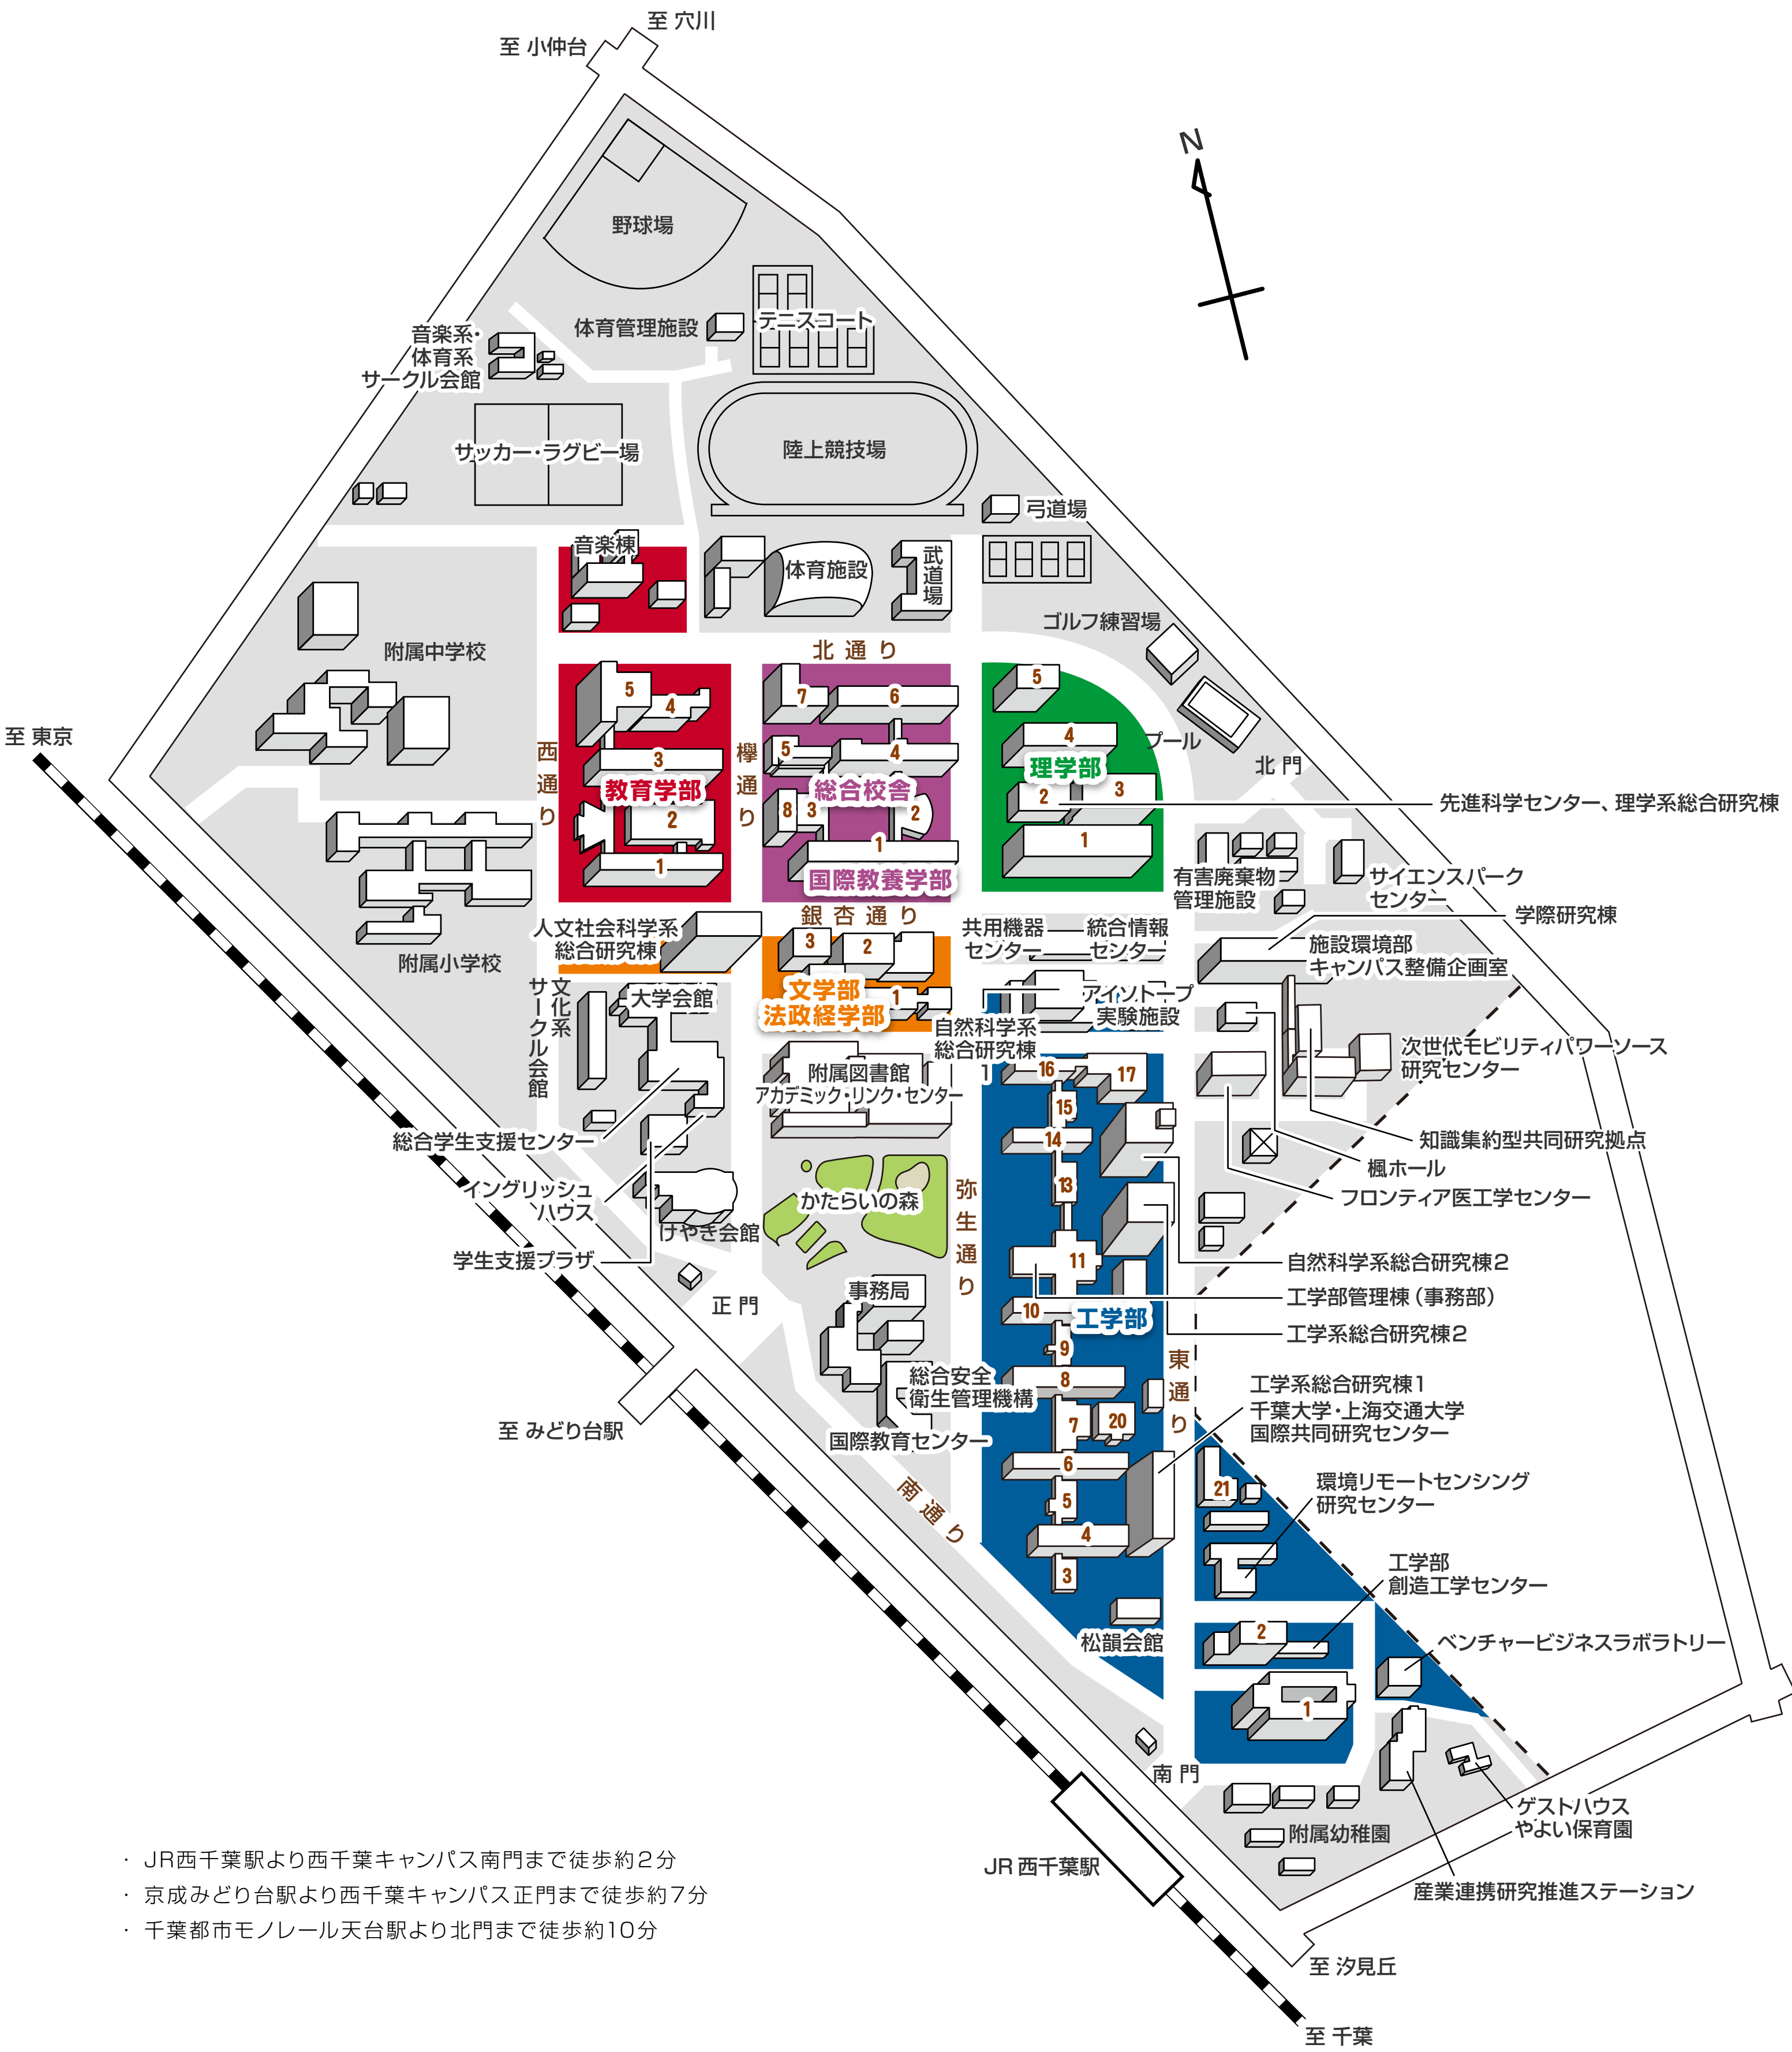 至 穴川
至 小仲台
N
野球場
体育管理施設
テニスコート
音楽系・
体育系
サークル会館
サッカー・ラグビー場
陸上競技場
弓道場
音楽棟
体育施設
武道場
ゴルフ練習場
附属中学校
北通り
プール
北門
至 東京
西通り
欅通り
5
4
3
教育学部
2
1
7
6
5
4
総合校舎
8
3
2
1
国際教養学部
5
4
理学部
2
3
1
先進科学センター、理学系総合研究棟
有害廃棄物
管理施設
サイエンスパーク
センター
学際研究棟
施設環境部
キャンパス整備企画室
附属小学校
人文社会科学系
総合研究棟
銀杏通り
3
2
文学部
1
法政経学部
共用機器
センター
統合情報
センター
アイソトープ
実験施設
自然科学系
総合研究棟
1
文化系
サークル会館
大学会館
附属図書館
アカデミック・リンク・センター
次世代モビリティパワーソース
研究センター
知識集約型共同研究拠点
楓ホール
フロンティア医工学センター
総合学生支援センター
イングリッシュ
ハウス
学生支援プラザ
けやき会館
かたらいの森
弥生通り
16
17
15
14
13
11
10
工学部
9
8
7
20
6
5
4
3
自然科学系総合研究棟2
工学部管理棟（事務部）
工学系総合研究棟2
正門
事務局
総合安全
衛生管理機構
国際教育センター
東通り
工学系総合研究棟1
千葉大学・上海交通大学
国際共同研究センター
至 みどり台駅
南通り
21
環境リモートセンシング
研究センター
工学部
創造工学センター
松韻会館
2
ベンチャービジネスラボラトリー
1
南門
附属幼稚園
ゲストハウス
やよい保育園
産業連携研究推進ステーション
JR 西千葉駅
・ JR西千葉駅より西千葉キャンパス南門まで徒歩約2分
・ 京成みどり台駅より西千葉キャンパス正門まで徒歩約7分
・ 千葉都市モノレール天台駅より北門まで徒歩約10分
至 汐見丘
至 千葉